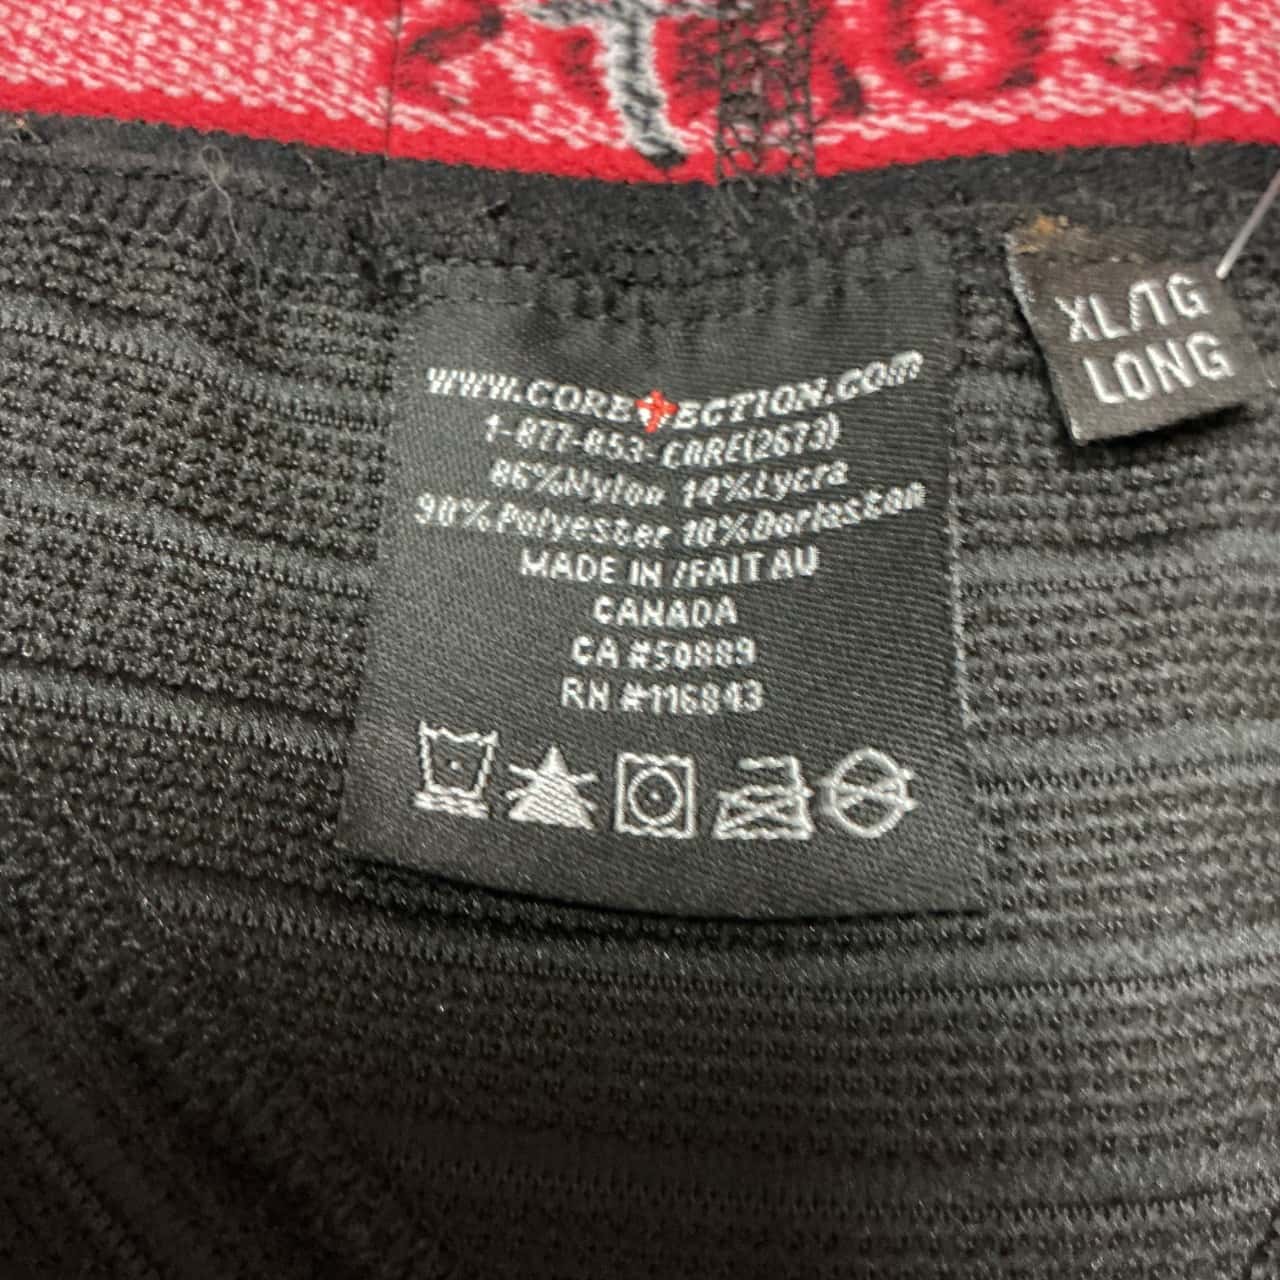 XL/TG
LONG
WWW.CORE✝ECTION.COM
1-877-853-CORE(2673)
86%Nylon 14%Lycra
90%Polyester 10%Dorlaston
MADE IN /FAIT AU
CANADA
CA #50889
RN #116843